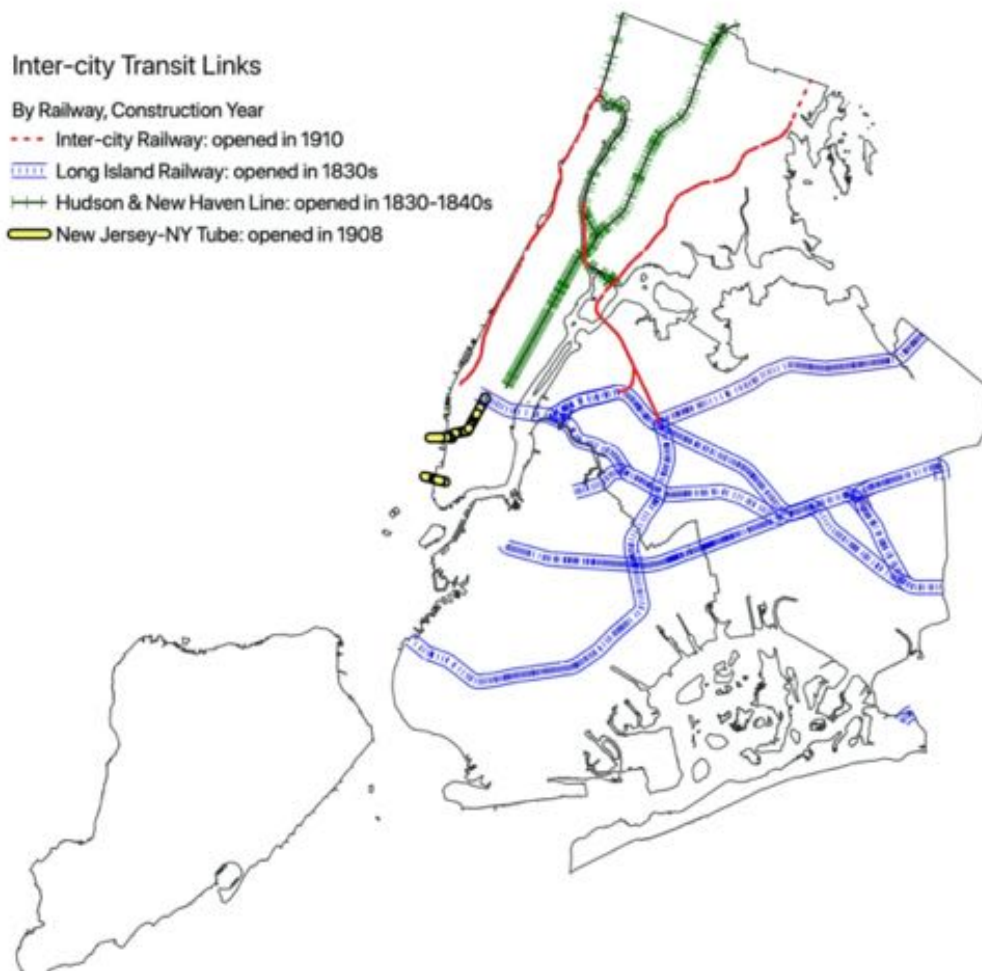 Inter-city Transit Links
By Railway, Construction Year
Inter-city Railway: opened in 1910
Long Island Railway: opened in 1830s
Hudson & New Haven Line: opened in 1830-1840s
New Jersey-NY Tube: opened in 1908